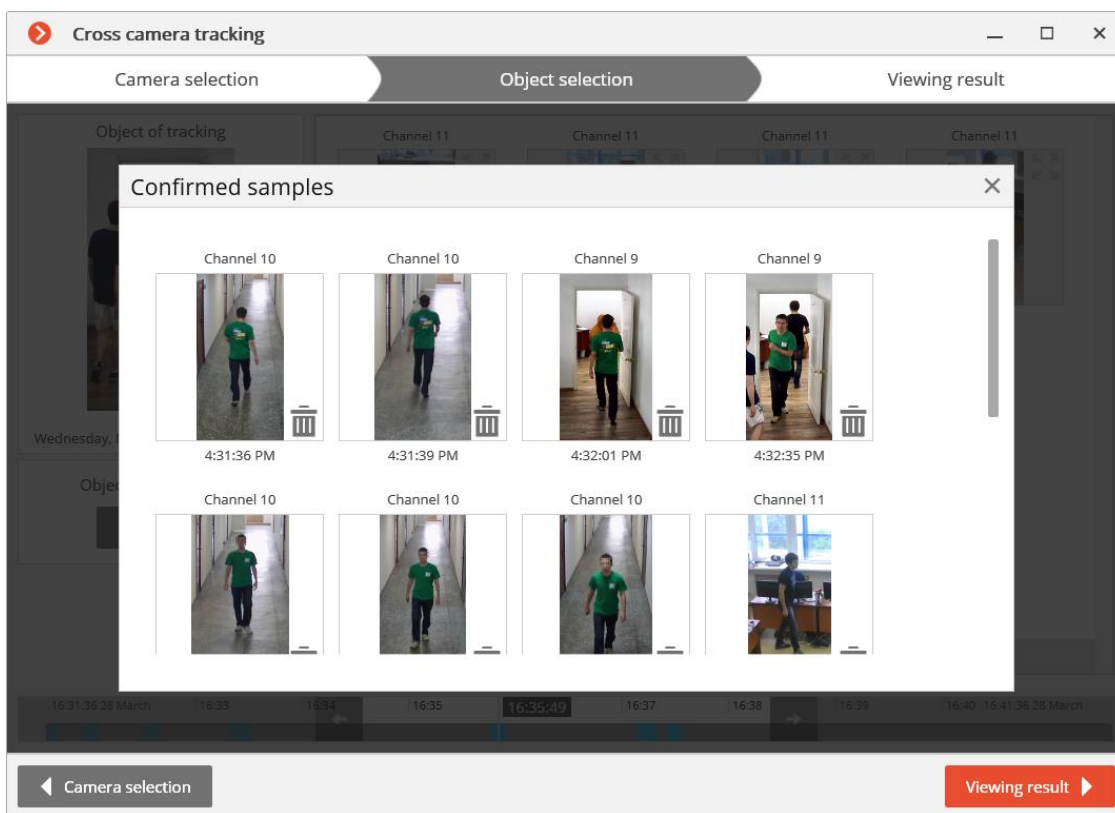 Cross camera tracking
Camera selection
Object selection
Viewing result
Object of tracking
Channel 11
Channel 11
Channel 11
Channel 11
Confirmed samples
Channel 10
Channel 10
Channel 9
Channel 9
4:31:36 PM
4:31:39 PM
4:32:01 PM
4:32:35 PM
Wednesday,
Channel 10
Channel 10
Channel 10
Channel 11
16:31:36 28 March
16:33
16:34
16:35
16:35:49
16:37
16:38
16:39
16:40
16:41:36 28 March
Camera selection
Viewing result